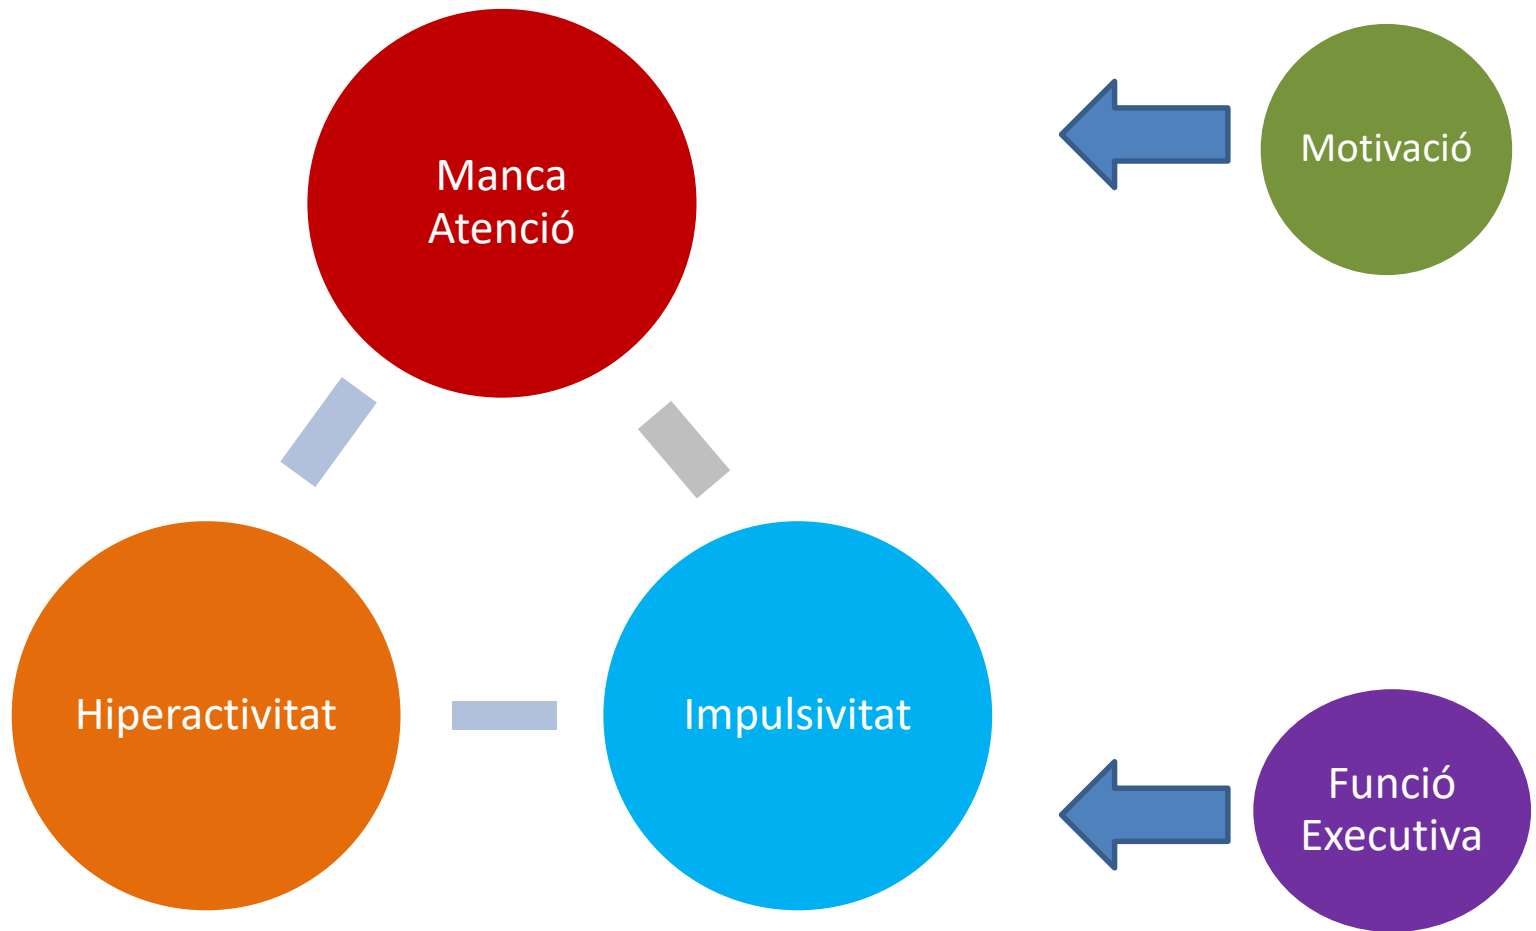 Manca
Atenció
Motivació
Hiperactivitat
Impulsivitat
Funció
Executiva